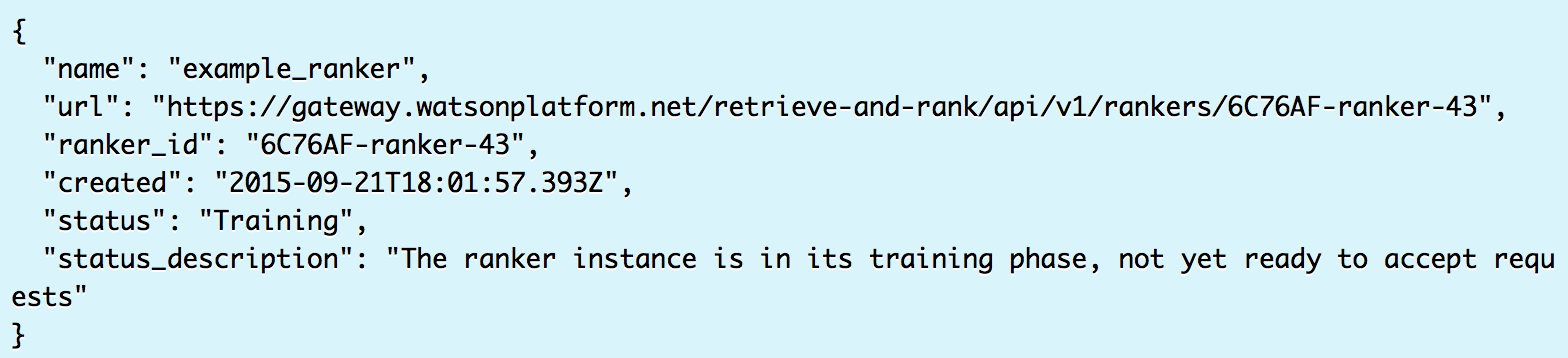 {
  "name": "example_ranker",
  "url": "https://gateway.watsonplatform.net/retrieve-and-rank/api/v1/rankers/6C76AF-ranker-43",
  "ranker_id": "6C76AF-ranker-43",
  "created": "2015-09-21T18:01:57.393Z",
  "status": "Training",
  "status_description": "The ranker instance is in its training phase, not yet ready to accept requ
ests"
}